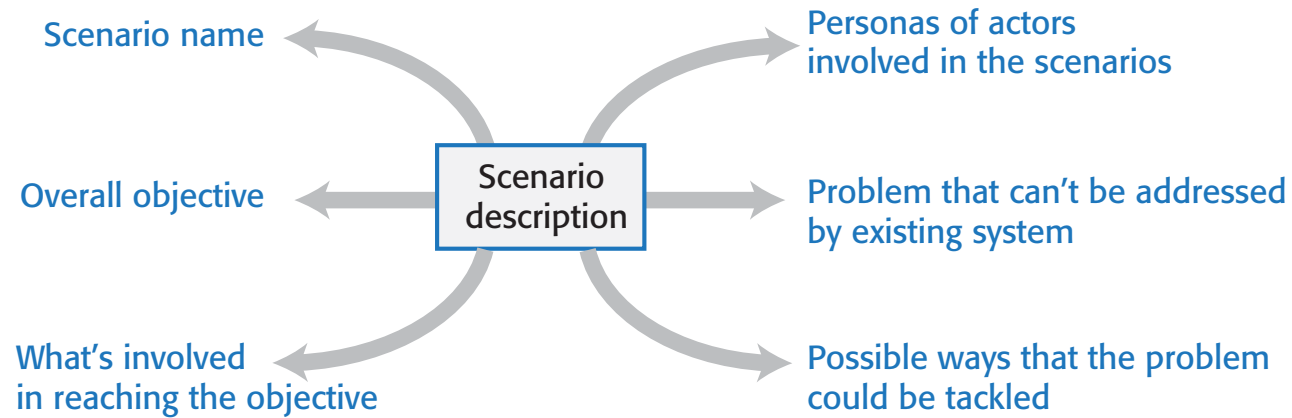 Scenario name
Personas of actors
involved in the scenarios
Scenario
description
Overall objective
Problem that can't be addressed
by existing system
What's involved
in reaching the objective
Possible ways that the problem
could be tackled